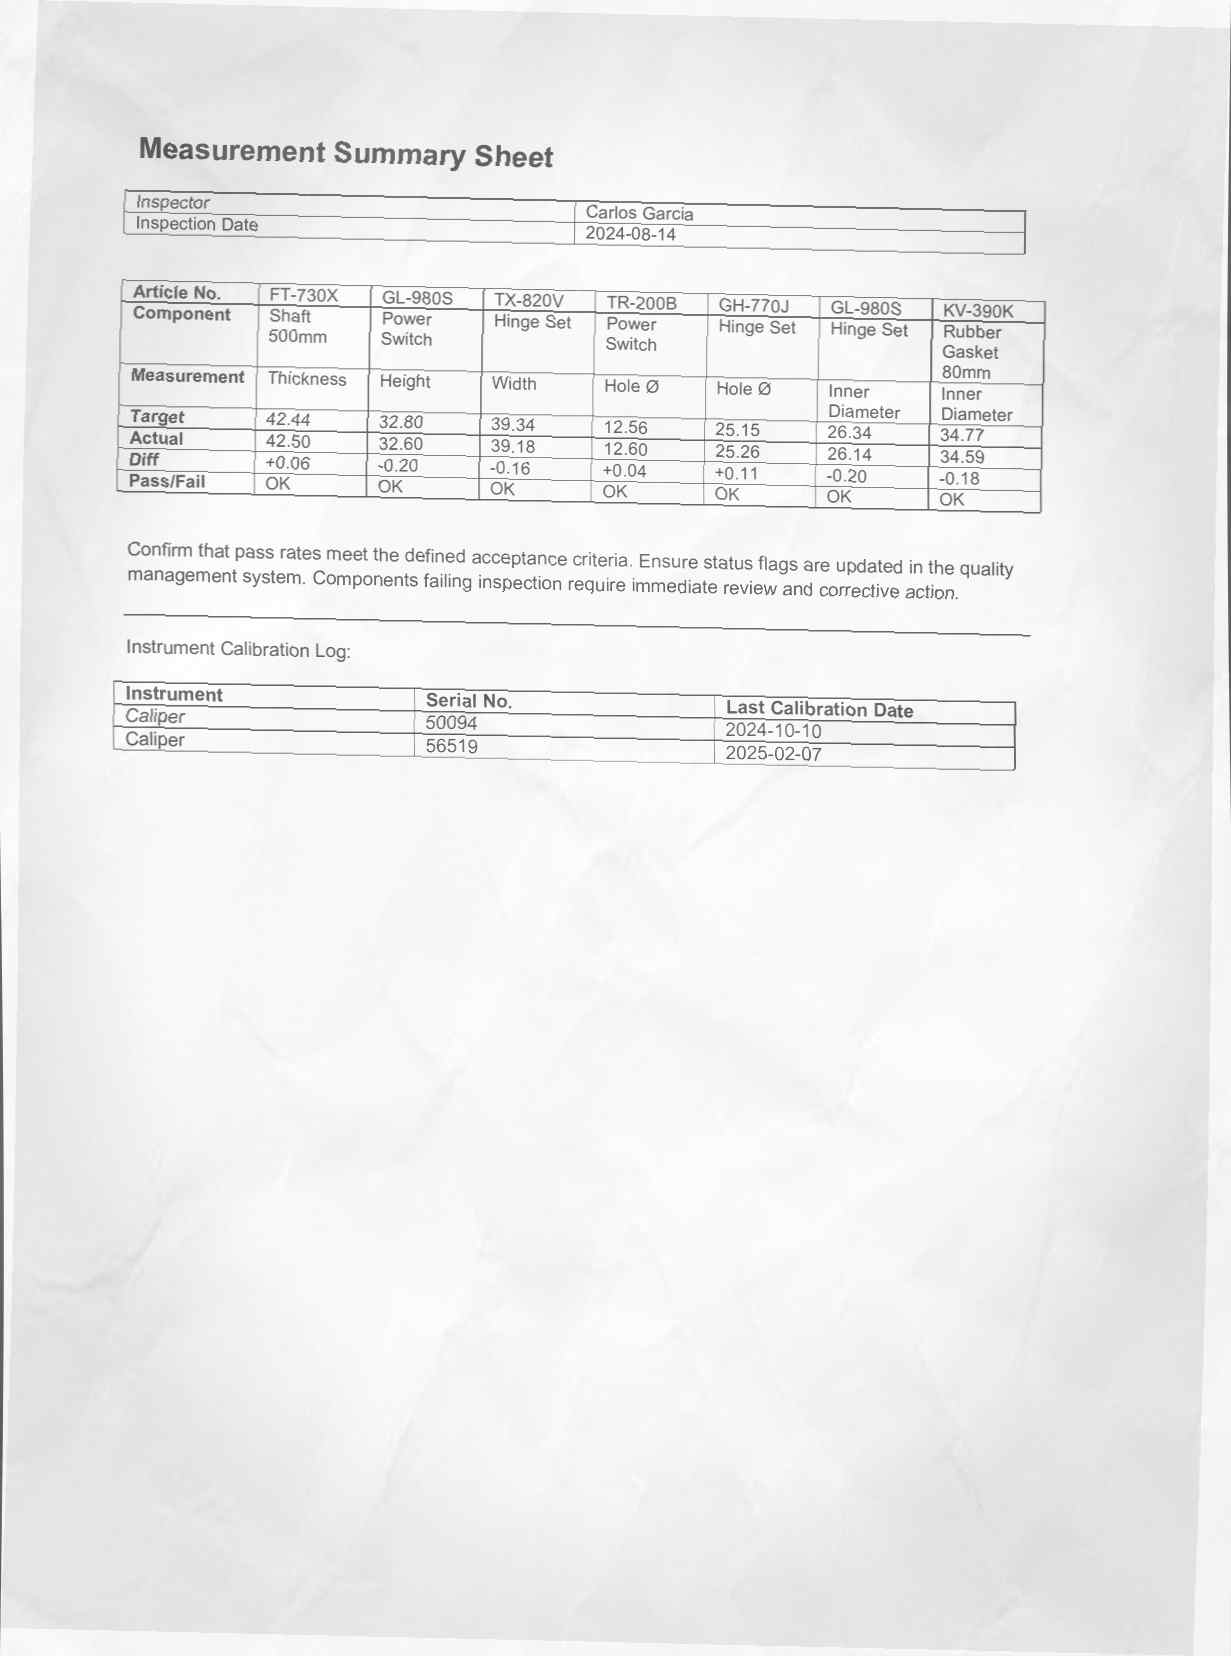 Measurement Summary Sheet
Inspector Carlos Garcia
Inspection Date 2024-08-14
Article No. FT-730X GL-980S TX-820V TR-200B GH-770J GL-980S KV-390K
Component Shaft 500mm Power Switch Hinge Set Power Switch Hinge Set Hinge Set Rubber Gasket 80mm
Measurement Thickness Height Width Hole Ø Hole Ø Inner Diameter Inner Diameter
Target 42.44 32.80 39.34 12.56 25.15 26.34 34.77
Actual 42.50 32.60 39.18 12.60 25.26 26.14 34.59
Diff +0.06 -0.20 -0.16 +0.04 +0.11 -0.20 -0.18
Pass/Fail OK OK OK OK OK OK OK
Confirm that pass rates meet the defined acceptance criteria. Ensure status flags are updated in the quality
management system. Components failing inspection require immediate review and corrective action.
Instrument Calibration Log:
Instrument Serial No. Last Calibration Date
Caliper 50094 2024-10-10
Caliper 56519 2025-02-07